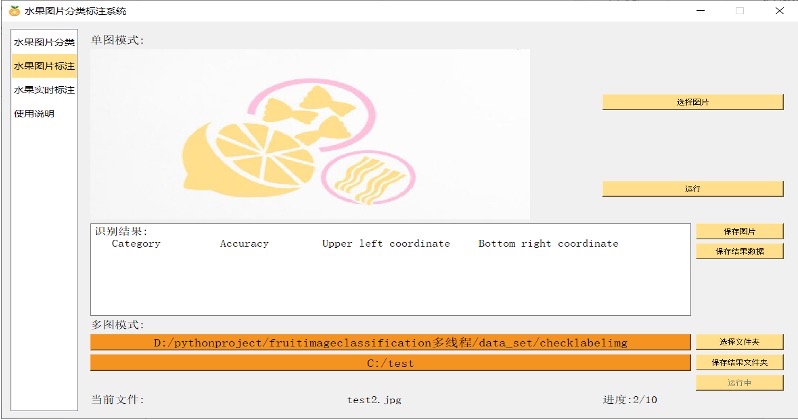 水果图片分类标注系统
水果图片分类
水果图片标注
水果实时标注
使用说明
单图模式:
选择图片
运行
识别结果:
Category Accuracy Upper left coordinate Bottom right coordinate
保存图片
保存结果数据
多图模式:
D:/pythonproject/fruitimageclassification多线程/data_set/checklabelimg
选择文件夹
C:/test
保存结果文件夹
运行中
当前文件: test2.jpg 进度:2/10